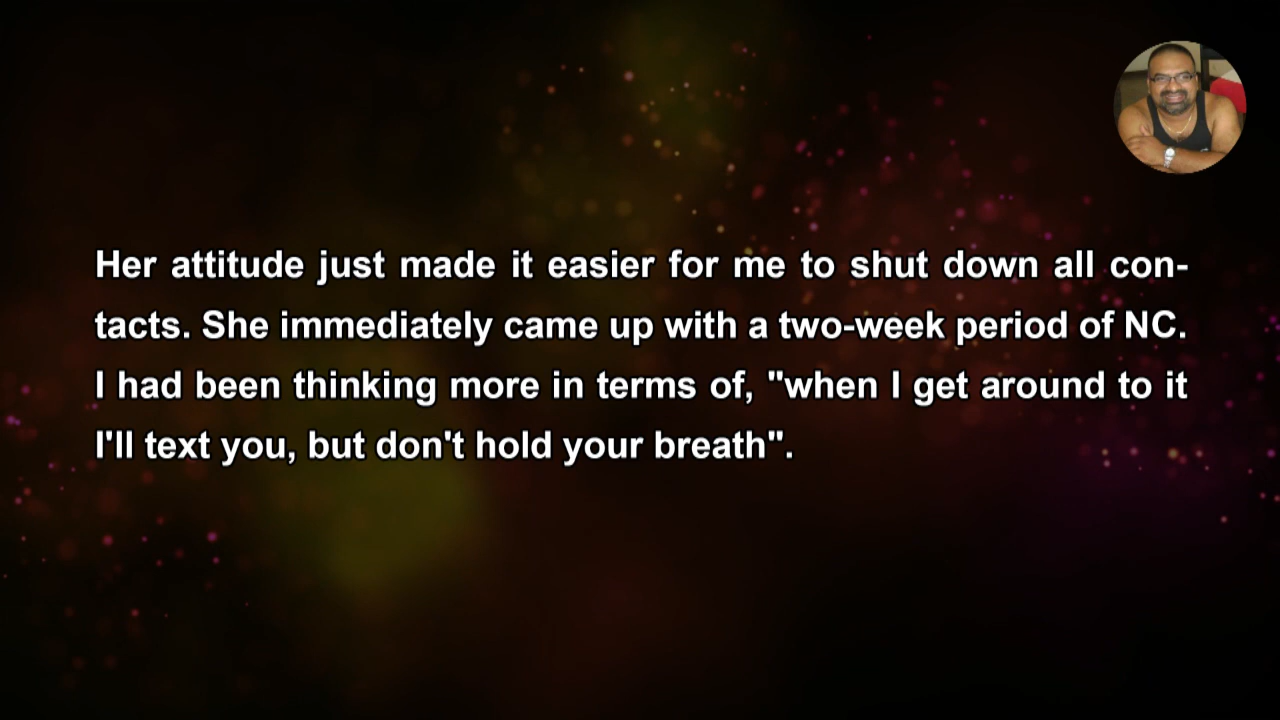 Her attitude just made it easier for me to shut down all con-
tacts. She immediately came up with a two-week period of NC.
I had been thinking more in terms of, "when I get around to it
I'll text you, but don't hold your breath".